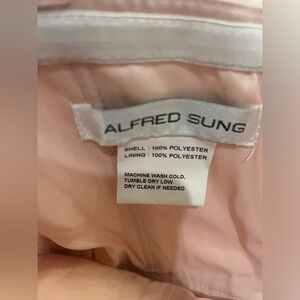 ALFRED SUNG
SHELL : 100% POLYESTER
LINING : 100% POLYESTER
MACHINE WASH COLD,
TUMBLE DRY LOW.
DRY CLEAN IF NEEDED